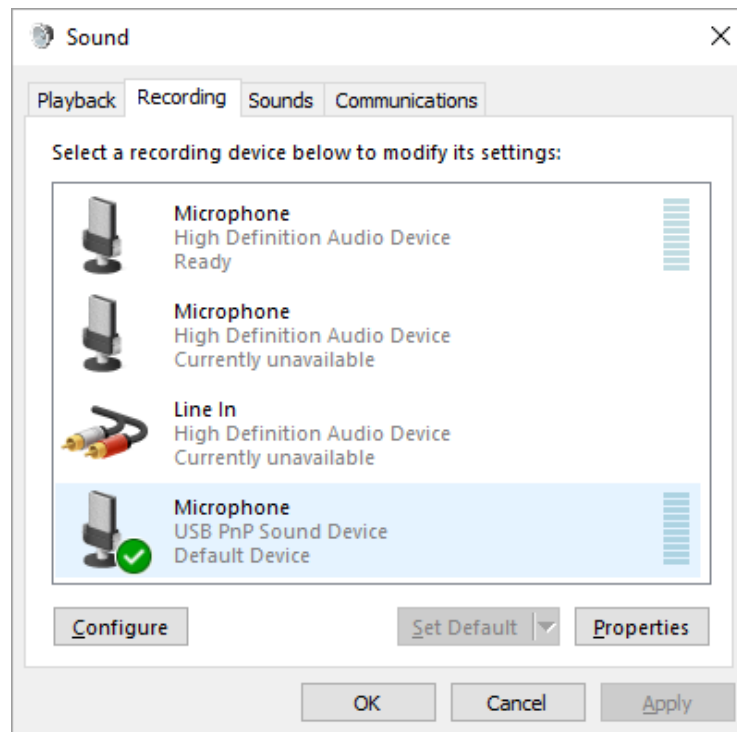 Sound
Playback Recording Sounds Communications
Select a recording device below to modify its settings:
Microphone
High Definition Audio Device
Ready
Microphone
High Definition Audio Device
Currently unavailable
Line In
High Definition Audio Device
Currently unavailable
Microphone
USB PnP Sound Device
Default Device
Configure Set Default Properties
OK Cancel Apply